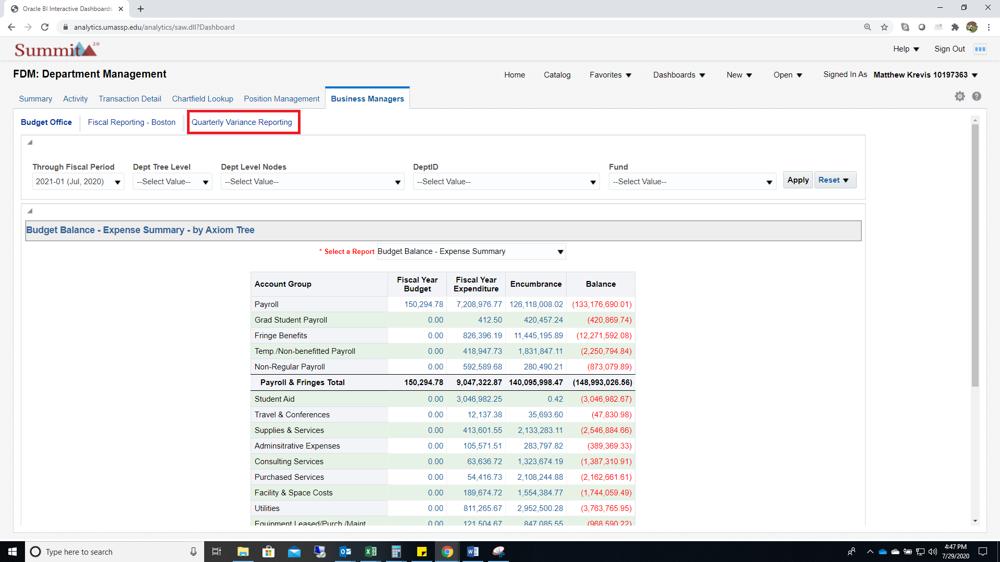 Oracle BI Interactive Dashboards
analytics.umassp.edu/analytics/saw.dll?Dashboard
Summit 2.0
Help Sign Out
FDM: Department Management
Home Catalog Favorites Dashboards New Open Signed In As Matthew Krevis 10197363
Summary Activity Transaction Detail Chartfield Lookup Position Management Business Managers
Budget Office Fiscal Reporting - Boston Quarterly Variance Reporting
Through Fiscal Period Dept Tree Level Dept Level Nodes DeptID Fund
2021-01 (Jul, 2020) --Select Value-- --Select Value-- --Select Value-- --Select Value-- Apply Reset
Budget Balance - Expense Summary - by Axiom Tree
* Select a Report Budget Balance - Expense Summary
Account Group Fiscal Year Budget Fiscal Year Expenditure Encumbrance Balance
Payroll 150,294.78 7,208,976.77 126,118,008.02 (133,176,690.01)
Grad Student Payroll 0.00 412.50 420,457.24 (420,869.74)
Fringe Benefits 0.00 826,396.19 11,445,195.89 (12,271,592.08)
Temp./Non-benefitted Payroll 0.00 418,947.73 1,831,847.11 (2,250,794.84)
Non-Regular Payroll 0.00 592,589.68 280,490.21 (873,079.89)
Payroll & Fringes Total 150,294.78 9,047,322.87 140,095,998.47 (148,993,026.56)
Student Aid 0.00 3,046,982.25 0.42 (3,046,982.67)
Travel & Conferences 0.00 12,137.38 35,693.60 (47,830.98)
Supplies & Services 0.00 413,601.55 2,133,283.11 (2,546,884.66)
Adminsitrative Expenses 0.00 105,571.51 283,797.82 (389,369.33)
Consulting Services 0.00 63,636.72 1,323,674.19 (1,387,310.91)
Purchased Services 0.00 54,416.73 2,108,244.88 (2,162,661.61)
Facility & Space Costs 0.00 189,674.72 1,554,384.77 (1,744,059.49)
Utilities 0.00 811,265.67 2,952,500.28 (3,763,765.95)
Equipment Leased/Purch./Maint. 0.00 121,504.67 847,085.55 (968,590.22)
Type here to search
4:47 PM
7/29/2020